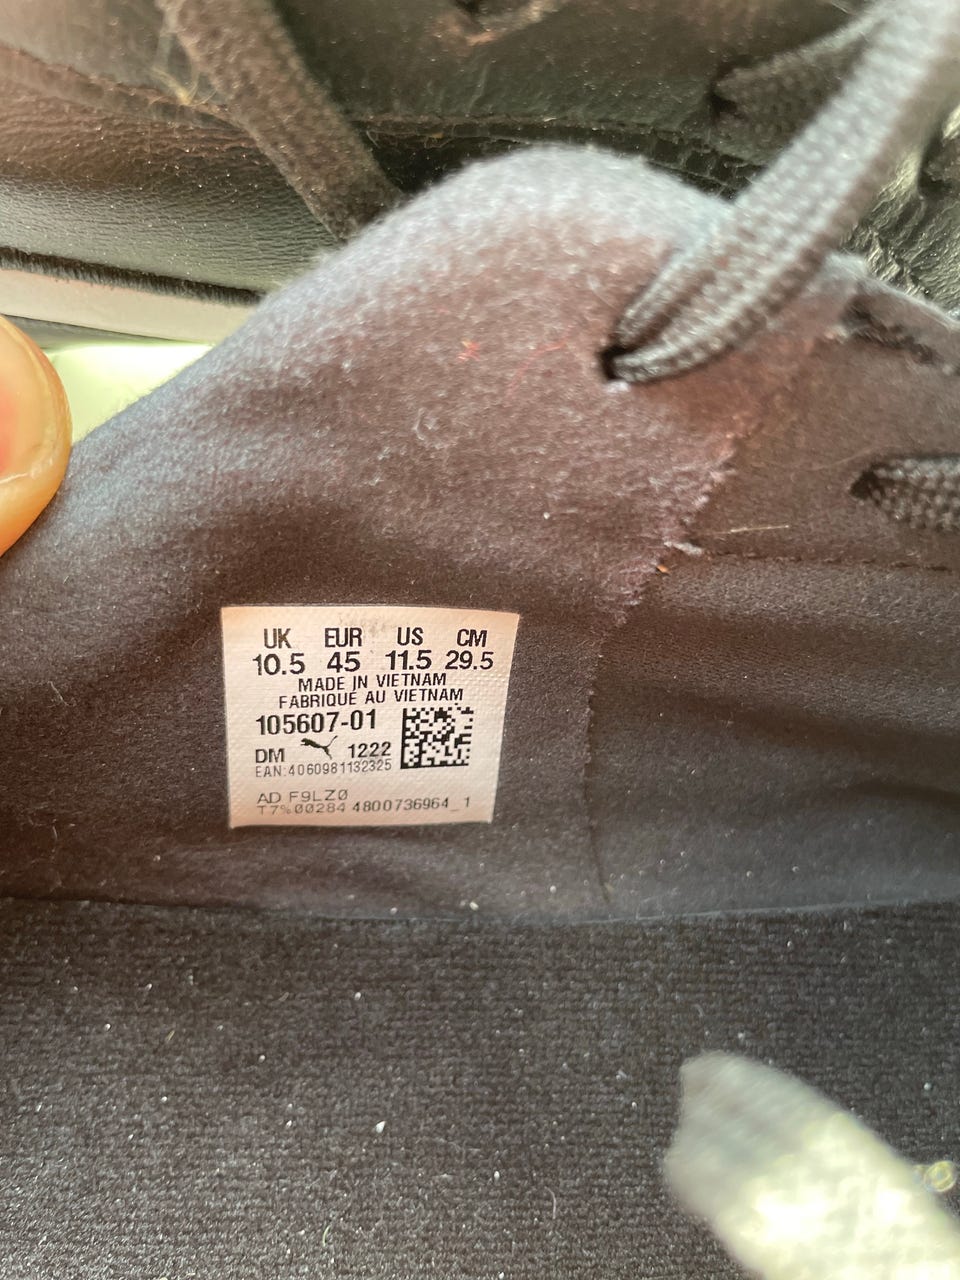 UK EUR US CM
10.5 45 11.5 29.5
MADE IN VIETNAM
FABRIQUE AU VIETNAM
105607-01
DM 1222
EAN:4060981132325
AD F9LZ0
T7%00284 4800736964_1